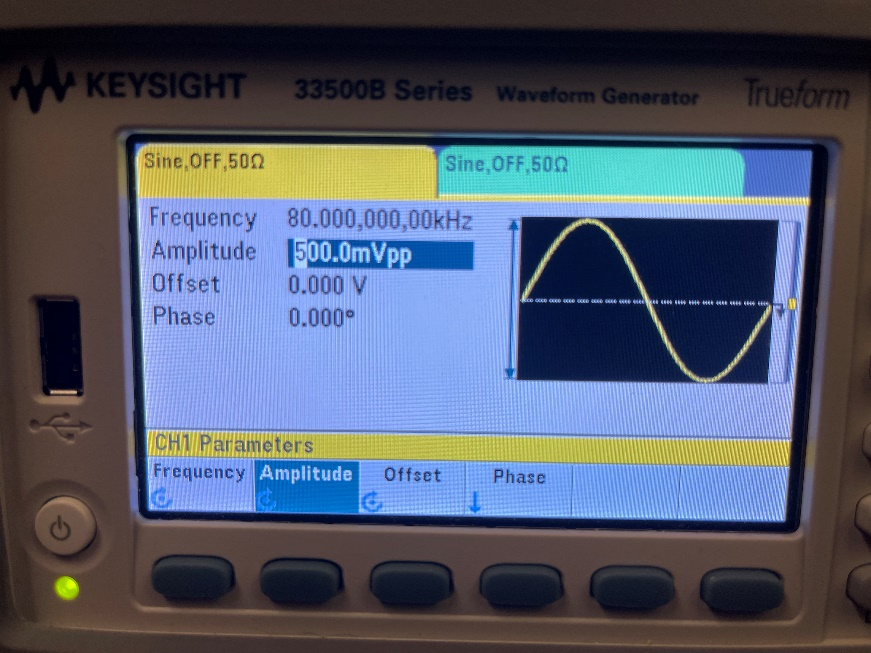 KEYSIGHT 33500B Series Waveform Generator Trueform
Sine,OFF,50Ω Sine,OFF,50Ω
Frequency 80.000,000,00kHz
Amplitude 500.0mVpp
Offset 0.000 V
Phase 0.000°
CH1 Parameters
Frequency Amplitude Offset Phase